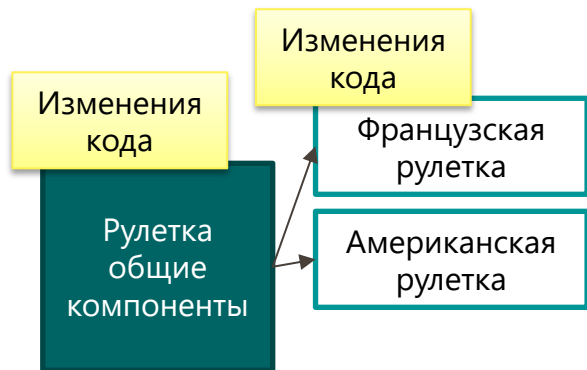 Изменения
кода
Изменения
кода
Французская
рулетка
Рулетка
общие
компоненты
Американская
рулетка